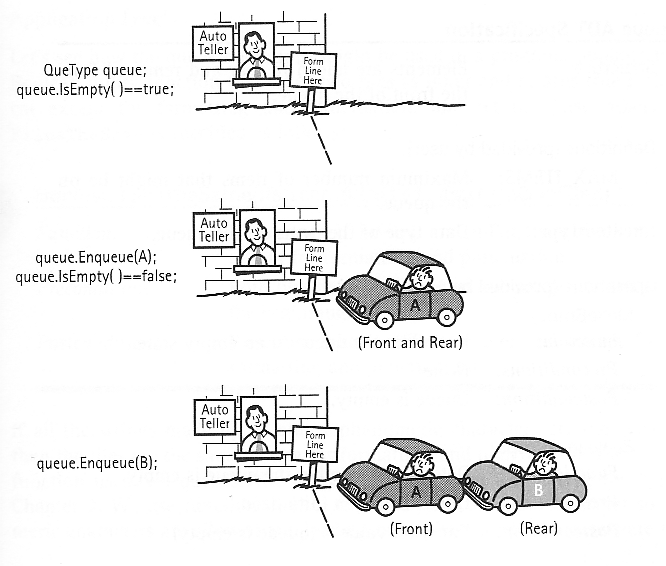 Auto
Teller
Form
Line
Here
QueType queue;
queue.IsEmpty( )==true;
Auto
Teller
Form
Line
Here
queue.Enqueue(A);
queue.IsEmpty( )==false;
A
(Front and Rear)
Auto
Teller
Form
Line
Here
queue.Enqueue(B);
A
B
(Front)
(Rear)